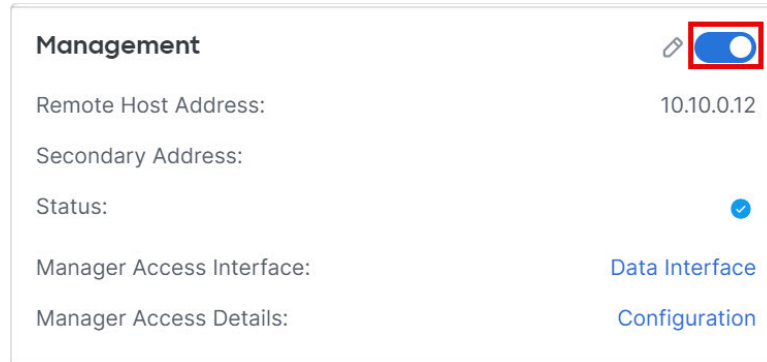 Management
Remote Host Address: 10.10.0.12
Secondary Address:
Status:
Manager Access Interface: Data Interface
Manager Access Details: Configuration